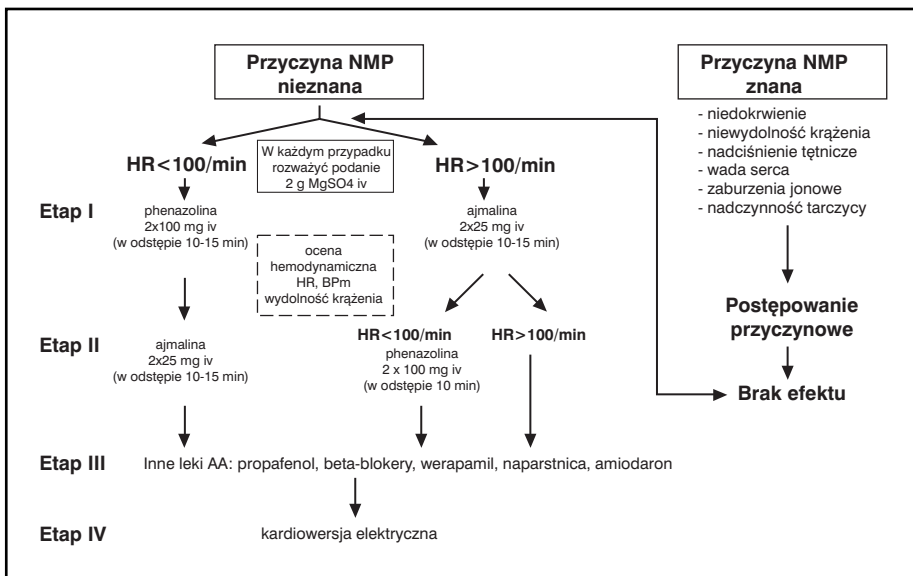 Przyczyna NMP
nieznana
Przyczyna NMP
znana
- niedokrwienie
- niewydolność krążenia
- nadciśnienie tętnicze
- wada serca
- zaburzenia jonowe
- nadczynność tarczycy
HR<100/min
W każdym przypadku
rozważyć podanie
2 g MgSO4 iv
HR>100/min
Etap I
phenazolina
2x100 mg iv
(w odstępie 10-15 min)
ajmalina
2x25 mg iv
(w odstępie 10-15 min)
ocena
hemodynamiczna
HR, BPm
wydolność krążenia
Postępowanie
przyczynowe
Etap II
ajmalina
2x25 mg iv
(w odstępie 10-15 min)
HR<100/min
phenazolina
2 x 100 mg iv
(w odstępie 10 min)
HR>100/min
Brak efektu
Etap III
Inne leki AA: propafenol, beta-blokery, werapamil, naparstnica, amiodaron
Etap IV
kardiowersja elektryczna